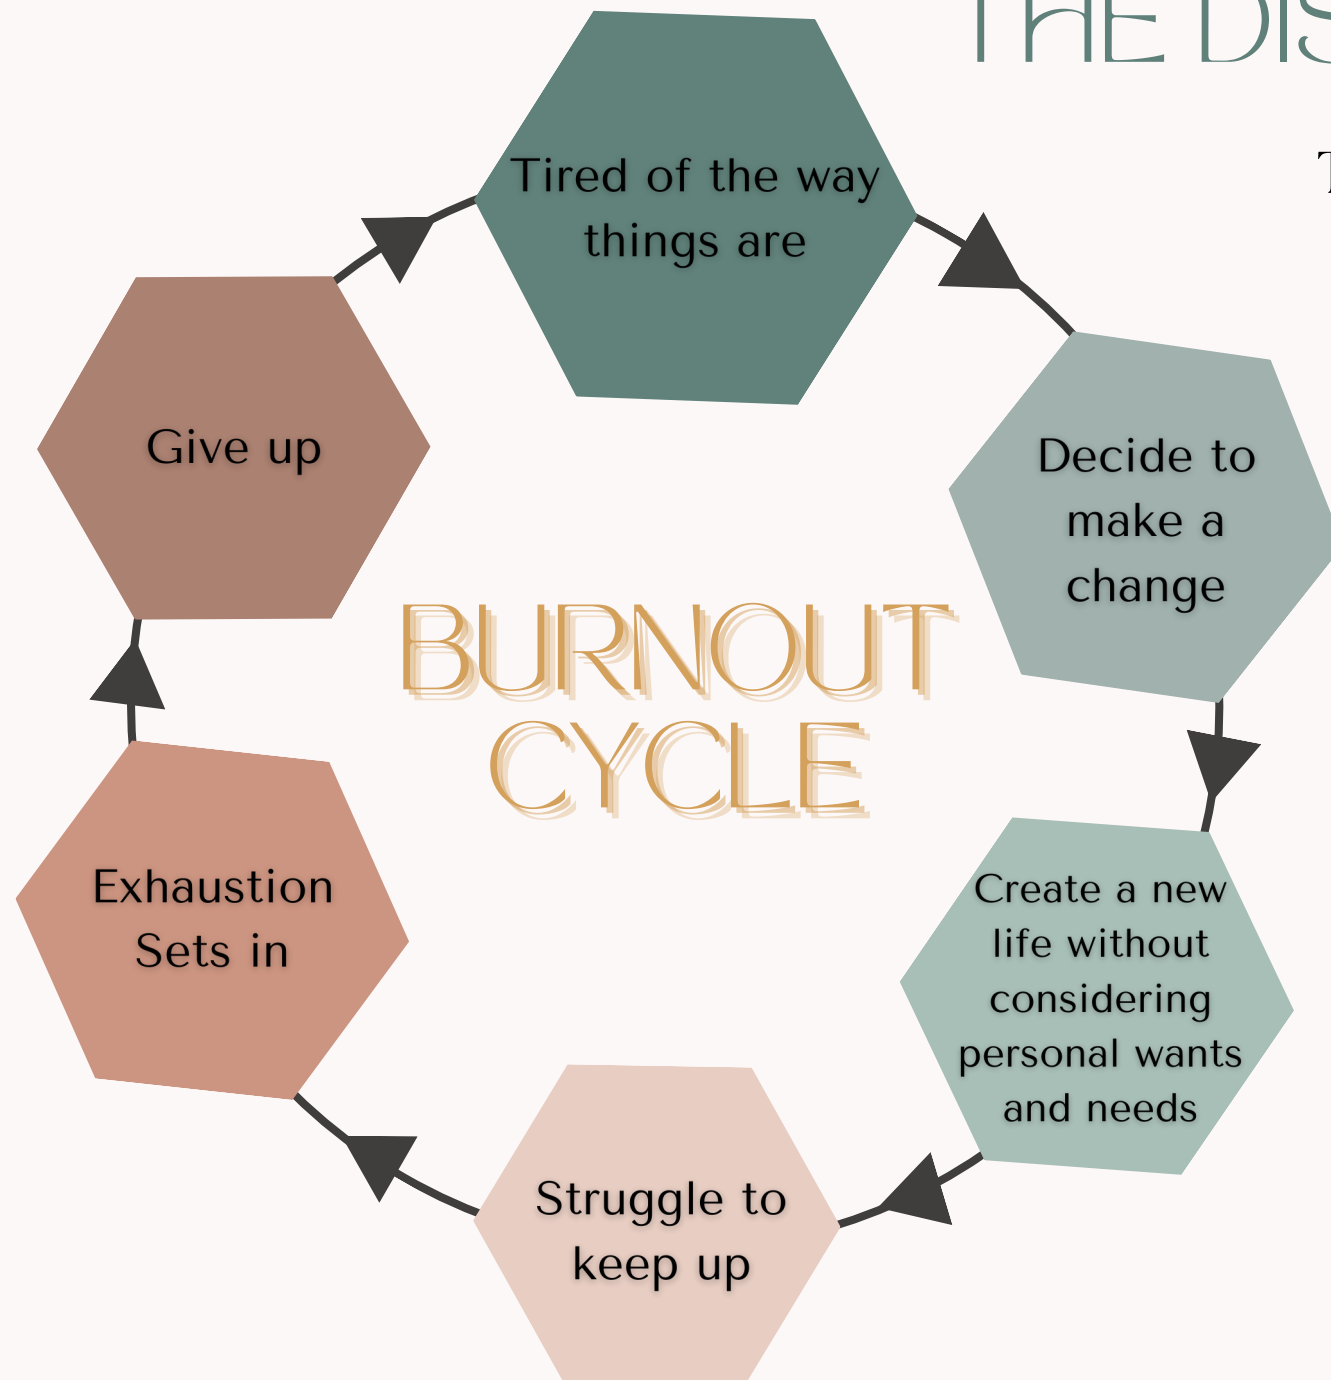 THE
Tired of the way
things are
Decide to
make a
change
Create a new
life without
considering
personal wants
and needs
Struggle to
keep up
Exhaustion
Sets in
Give up
BURNOUT
CYCLE